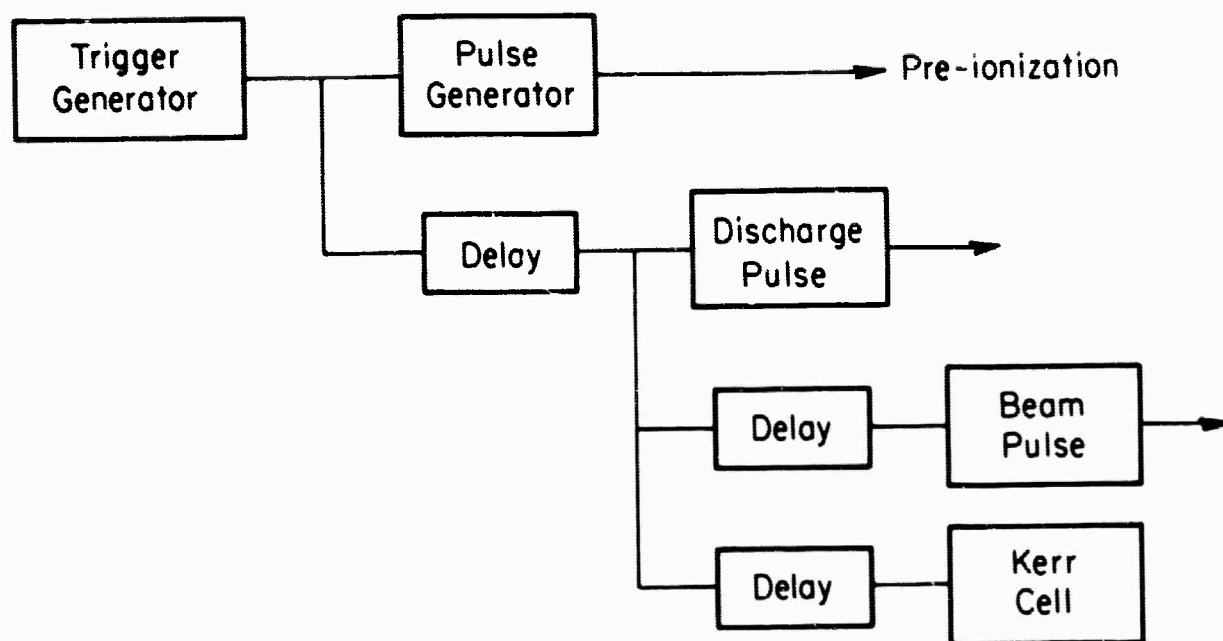 Trigger
Generator
Pulse
Generator
Pre-ionization
Delay
Discharge
Pulse
Delay
Beam
Pulse
Delay
Kerr
Cell